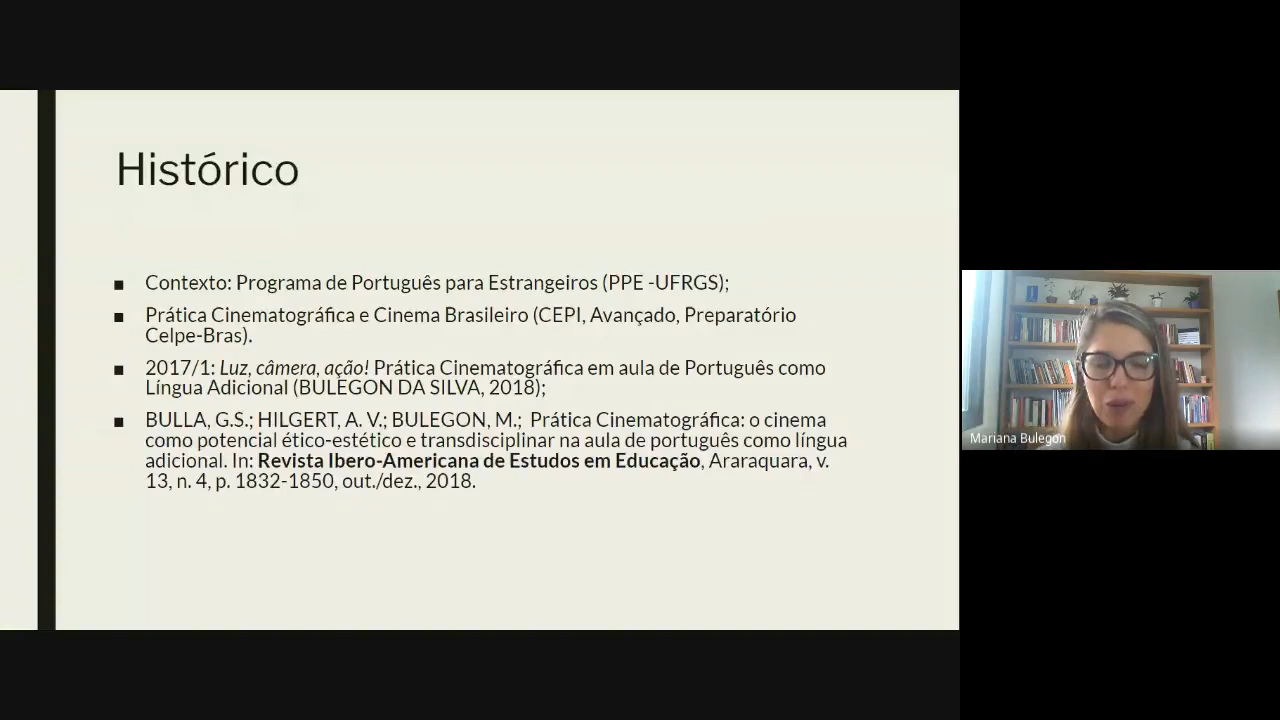 Histórico
■ Contexto: Programa de Português para Estrangeiros (PPE -UFRGS);
■ Prática Cinematográfica e Cinema Brasileiro (CEPI, Avançado, Preparatório
Celpe-Bras).
■ 2017/1: Luz, câmera, ação! Prática Cinematográfica em aula de Português como
Língua Adicional (BULEGON DA SILVA, 2018);
■ BULLA, G.S.; HILGERT, A. V.; BULEGON, M.; Prática Cinematográfica: o cinema
como potencial ético-estético e transdisciplinar na aula de português como língua
adicional. In: Revista Ibero-Americana de Estudos em Educação, Araraquara, v.
13, n. 4, p. 1832-1850, out./dez., 2018.
Mariana Bulegon